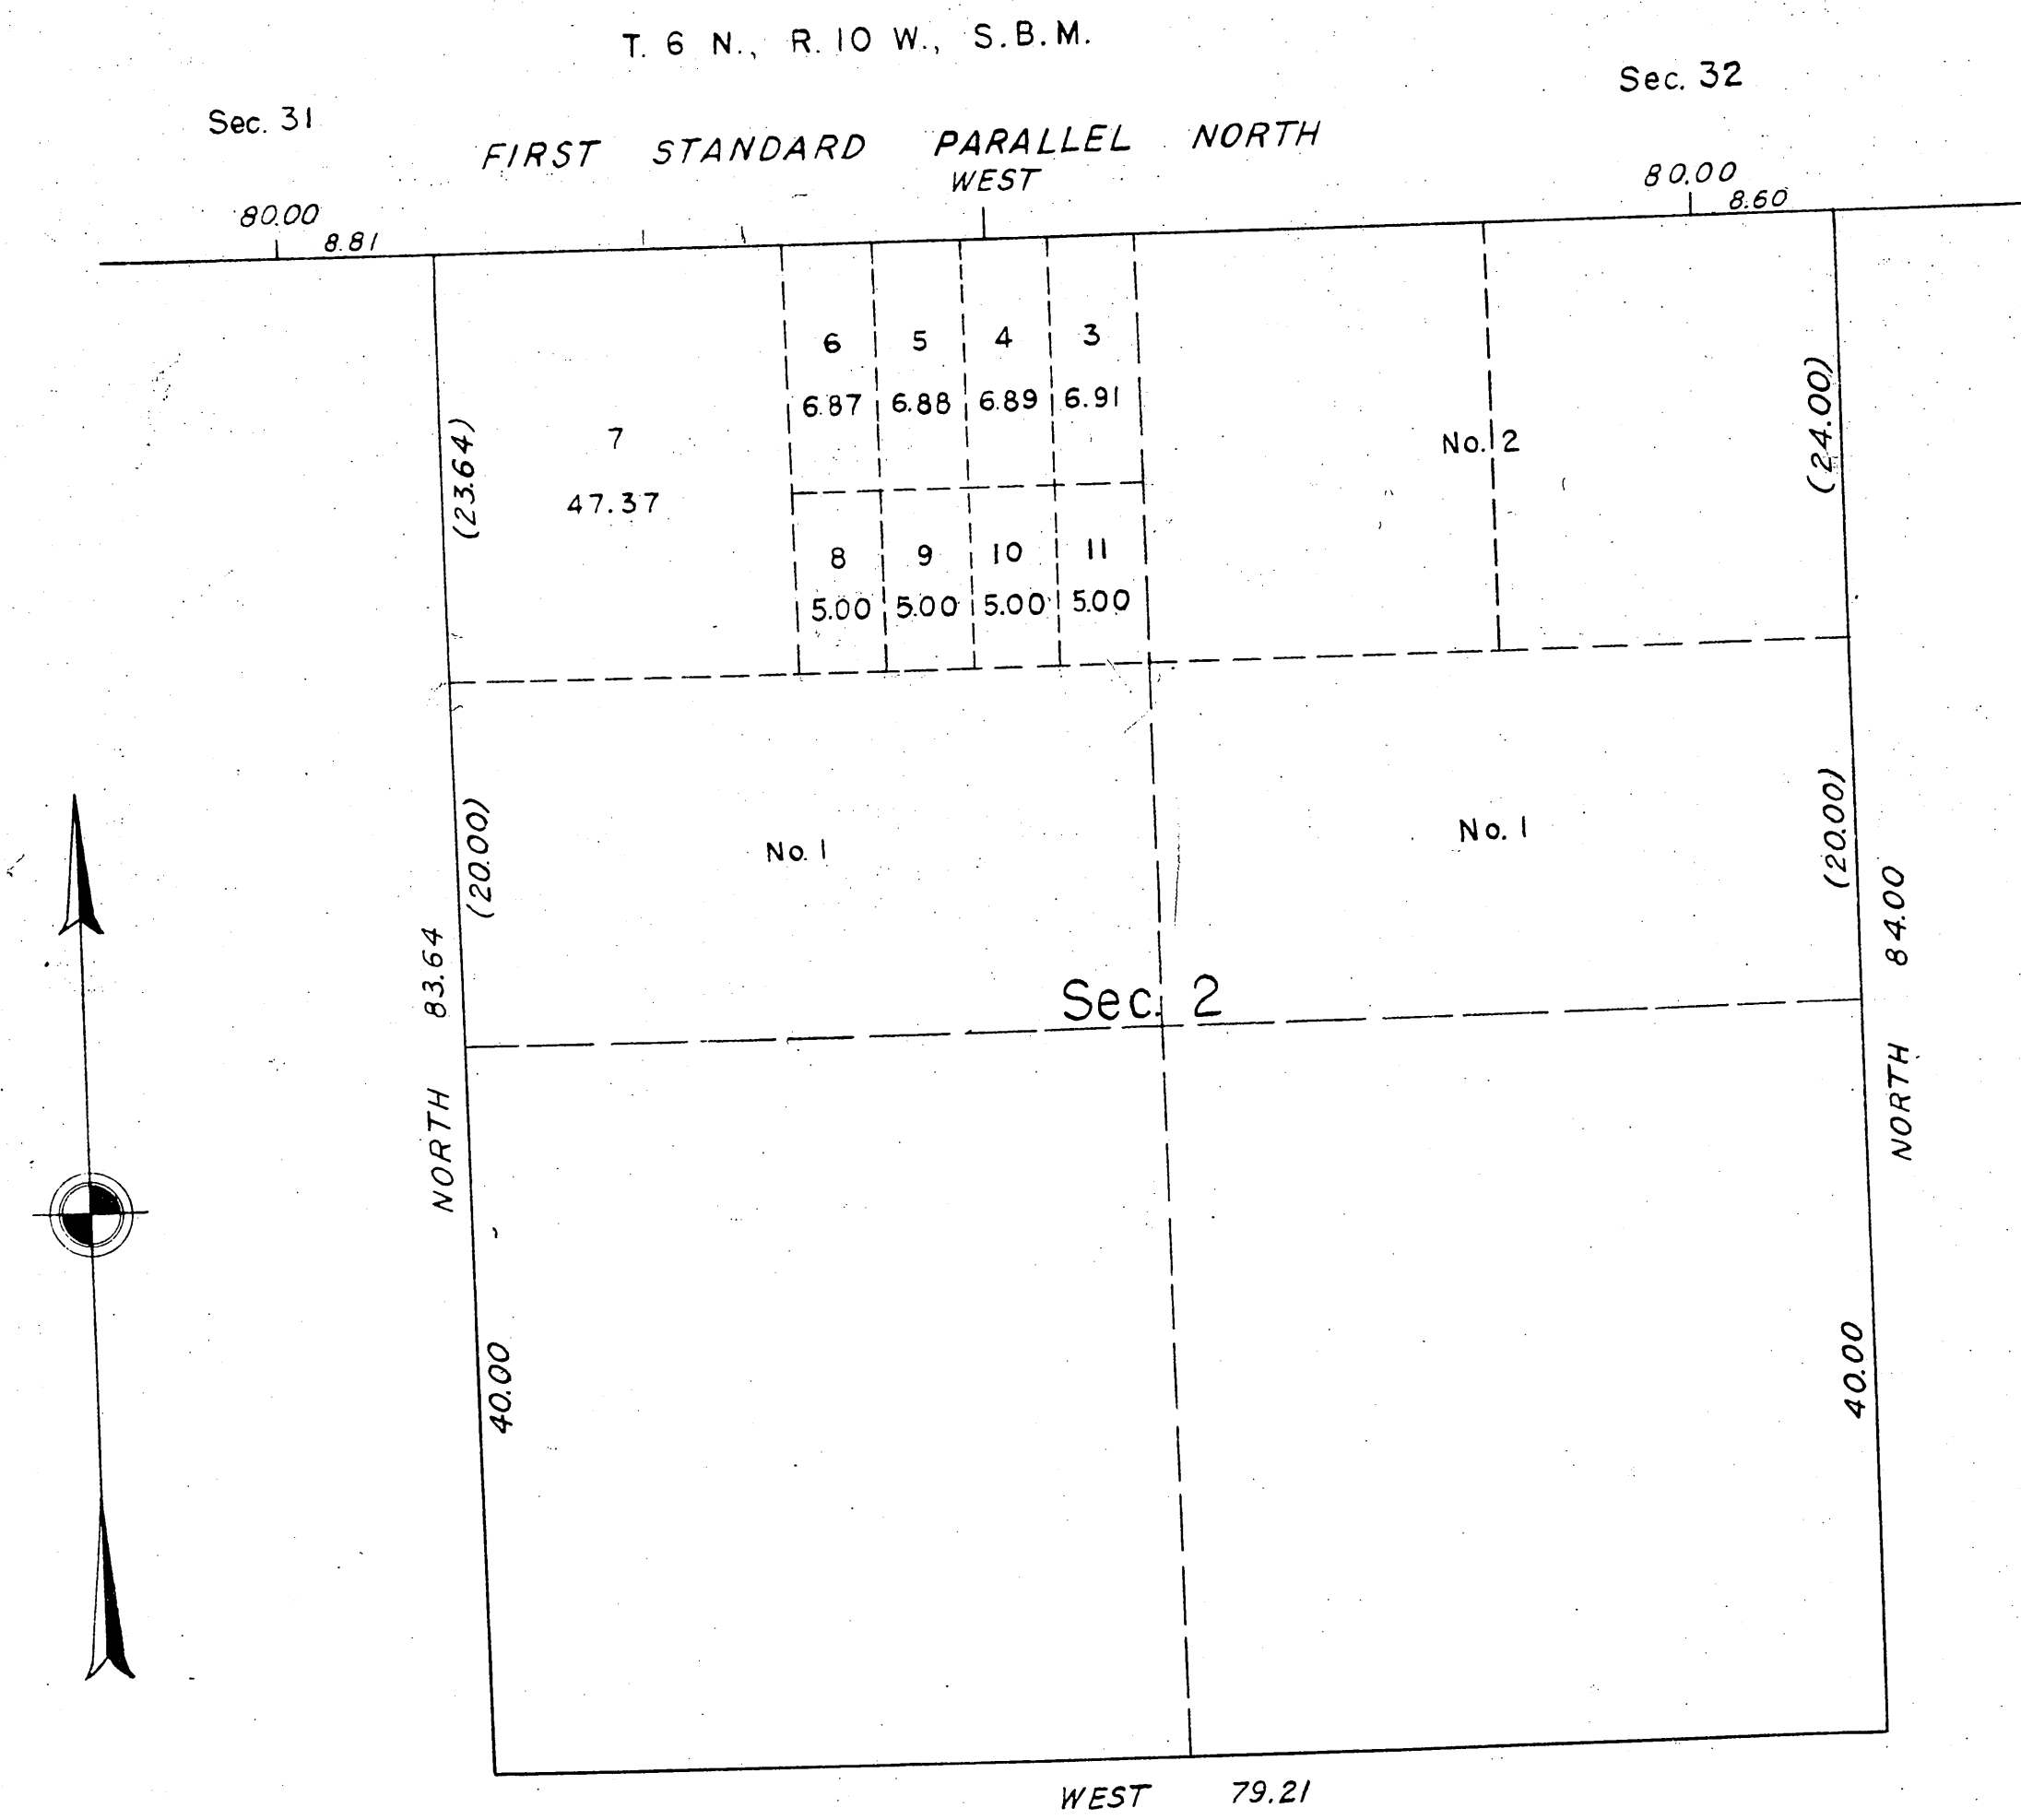 T. 6 N., R. 10 W., S.B.M.
Sec. 31
Sec. 32
FIRST STANDARD PARALLEL NORTH
WEST
80.00
8.81
80.00
8.60
6
5
4
3
6.87
6.88
6.89
6.91
7
47.37
(23.64)
No. 2
(24.00)
8
9
10
11
5.00
5.00
5.00
5.00
(20.00)
No. 1
No. 1
(20.00)
NORTH 83.64
Sec. 2
NORTH 84.00
40.00
40.00
WEST 79.21